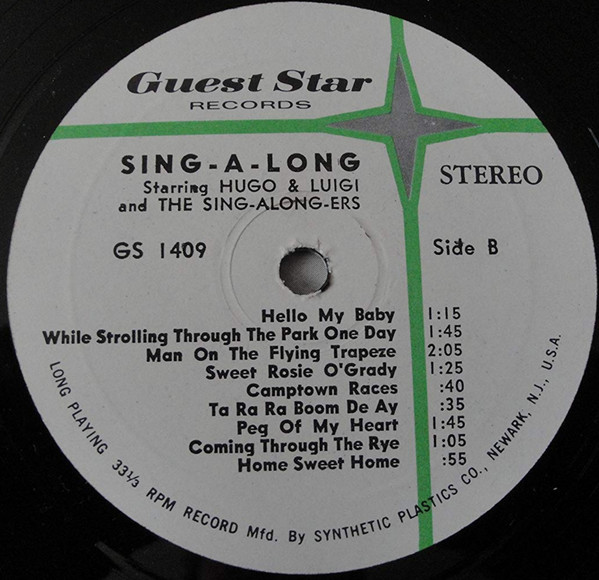 Guest Star
RECORDS
SING-A-LONG
Starring HUGO & LUIGI
and THE SING-ALONG-ERS
STEREO
GS 1409
Side B
Hello My Baby 1:15
While Strolling Through The Park One Day 1:45
Man On The Flying Trapeze 2:05
Sweet Rosie O'Grady 1:25
Camptown Races :40
Ta Ra Ra Boom De Ay :35
Peg Of My Heart 1:45
Coming Through The Rye 1:05
Home Sweet Home :55
LONG PLAYING 33⅓ RPM RECORD Mfd. By SYNTHETIC PLASTICS CO., NEWARK, N.J., U.S.A.